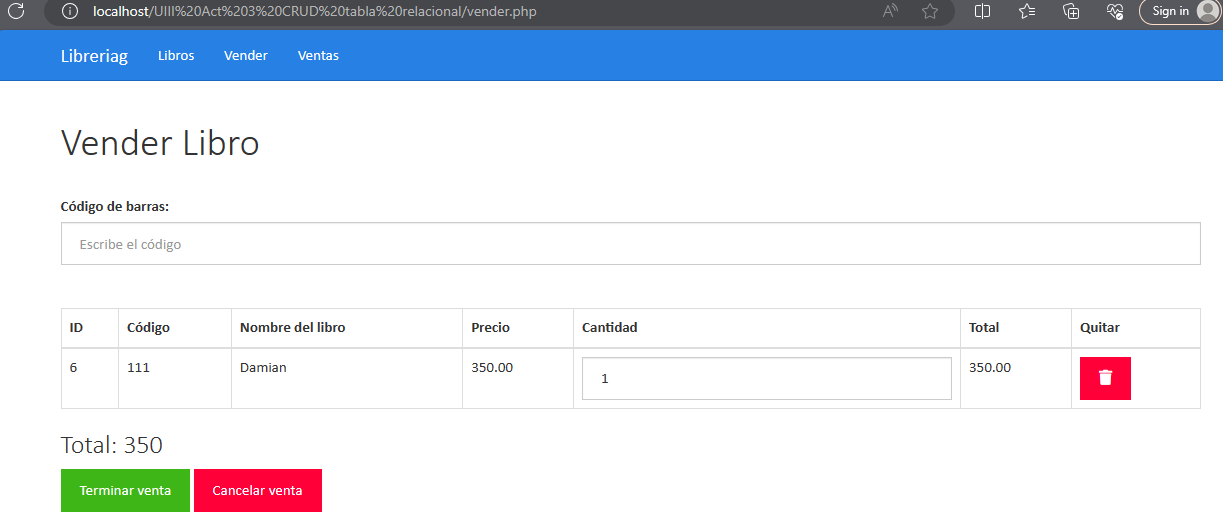 localhost/UIII%20Act%203%20CRUD%20tabla%20relacional/vender.php
Sign in
Libreriag Libros Vender Ventas
Vender Libro
Código de barras:
Escribe el código
ID Código Nombre del libro Precio Cantidad Total Quitar
6 111 Damian 350.00 1 350.00
Total: 350
Terminar venta Cancelar venta